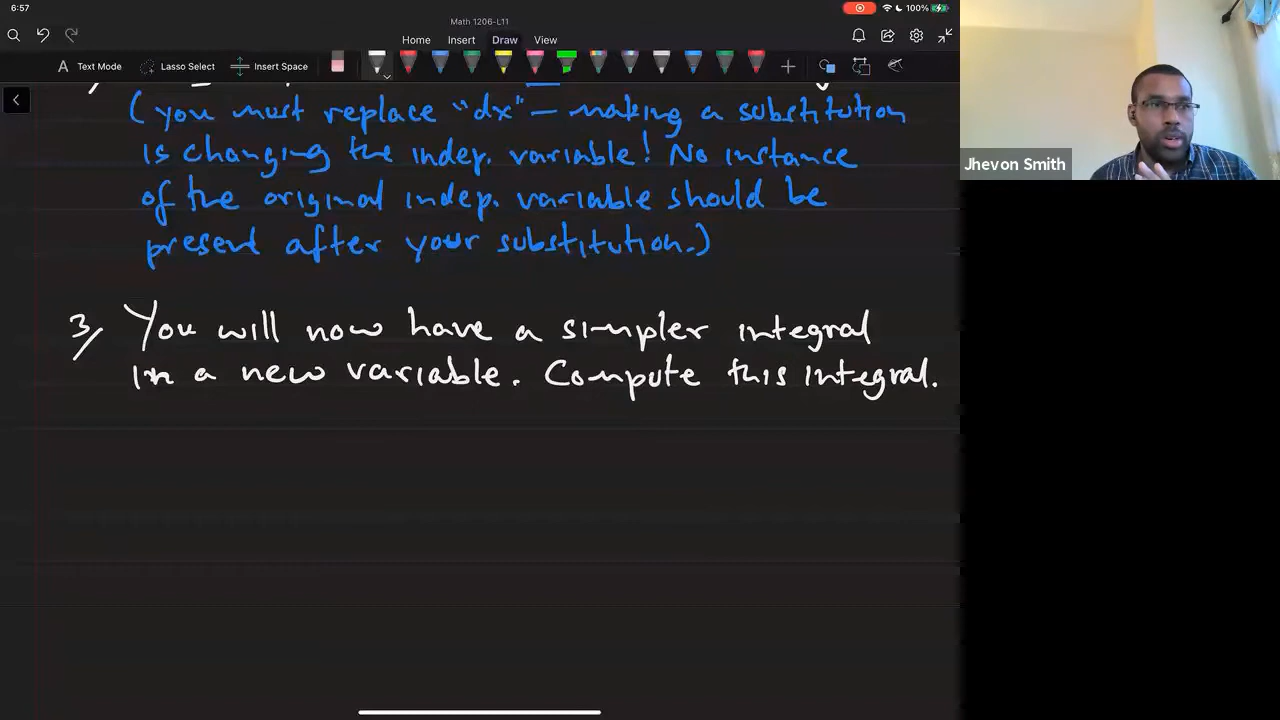 6:57
100%
Math 1206-L11
Home Insert Draw View
Text Mode Lasso Select Insert Space
(you must replace "dx" — making a substitution
is changing the indep. variable! No instance
of the original indep. variable should be
present after your substitution.)
3/ You will now have a simpler integral
in a new variable. Compute this integral.
Jhevon Smith